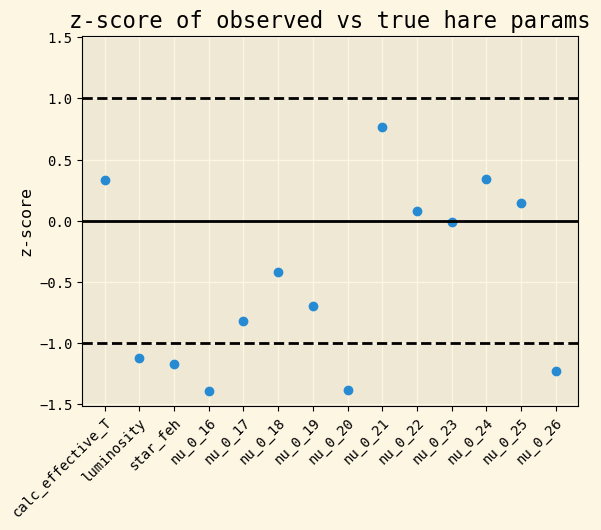 z-score of observed vs true hare params
z-score
1.5
1.0
0.5
0.0
−0.5
−1.0
−1.5
calc_effective_T
luminosity
star_feh
nu_0_16
nu_0_17
nu_0_18
nu_0_19
nu_0_20
nu_0_21
nu_0_22
nu_0_23
nu_0_24
nu_0_25
nu_0_26